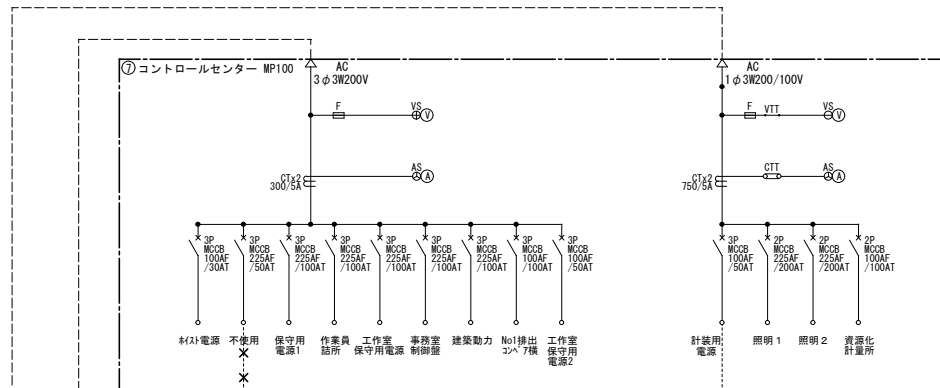 ⑦コントロールセンター MP100
AC
3φ3W200V
AC
1φ3W200/100V
F
VS
V
F
VTT
VS
V
CTx2
300/5A
AS
A
CTx2
750/5A
CTT
AS
A
3P
MCCB
100AF
/30AT
3P
MCCB
225AF
/50AT
3P
MCCB
225AF
/100AT
3P
MCCB
225AF
/100AT
3P
MCCB
225AF
/100AT
3P
MCCB
225AF
/100AT
3P
MCCB
225AF
/100AT
3P
MCCB
100AF
/100AT
3P
MCCB
100AF
/50AT
3P
MCCB
100AF
/50AT
2P
MCCB
225AF
/200AT
2P
MCCB
225AF
/200AT
2P
MCCB
100AF
/100AT
ﾎｲｽﾄ電源
不使用
保守用
電源1
作業員
詰所
工作室
保守用電源
事務室
制御盤
建築動力
No1排出
ｺﾝﾍﾞｱ横
工作室
保守用
電源2
計装用
電源
照明1
照明2
資源化
計量所